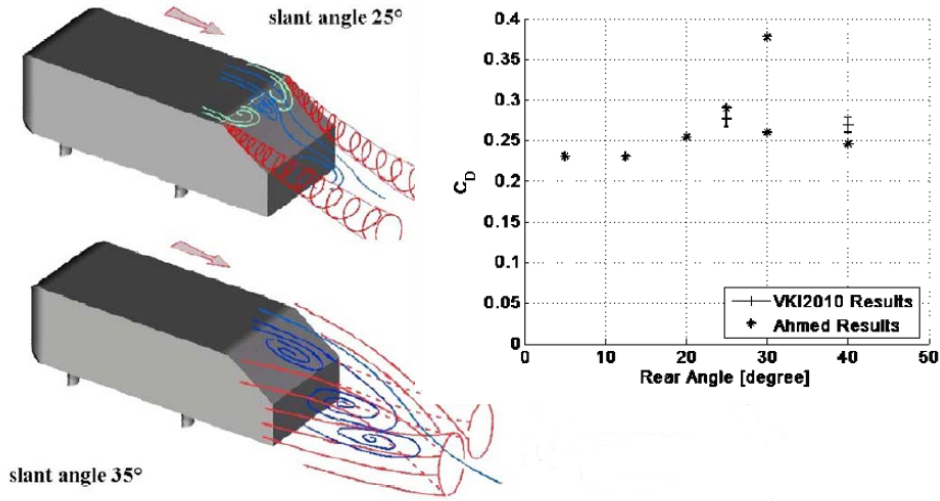 slant angle 25°
slant angle 35°
0.4
0.35
0.3
0.25
0.2
0.15
0.1
0.05
0
C_D
0 10 20 30 40 50
Rear Angle [degree]
VKI2010 Results
Ahmed Results